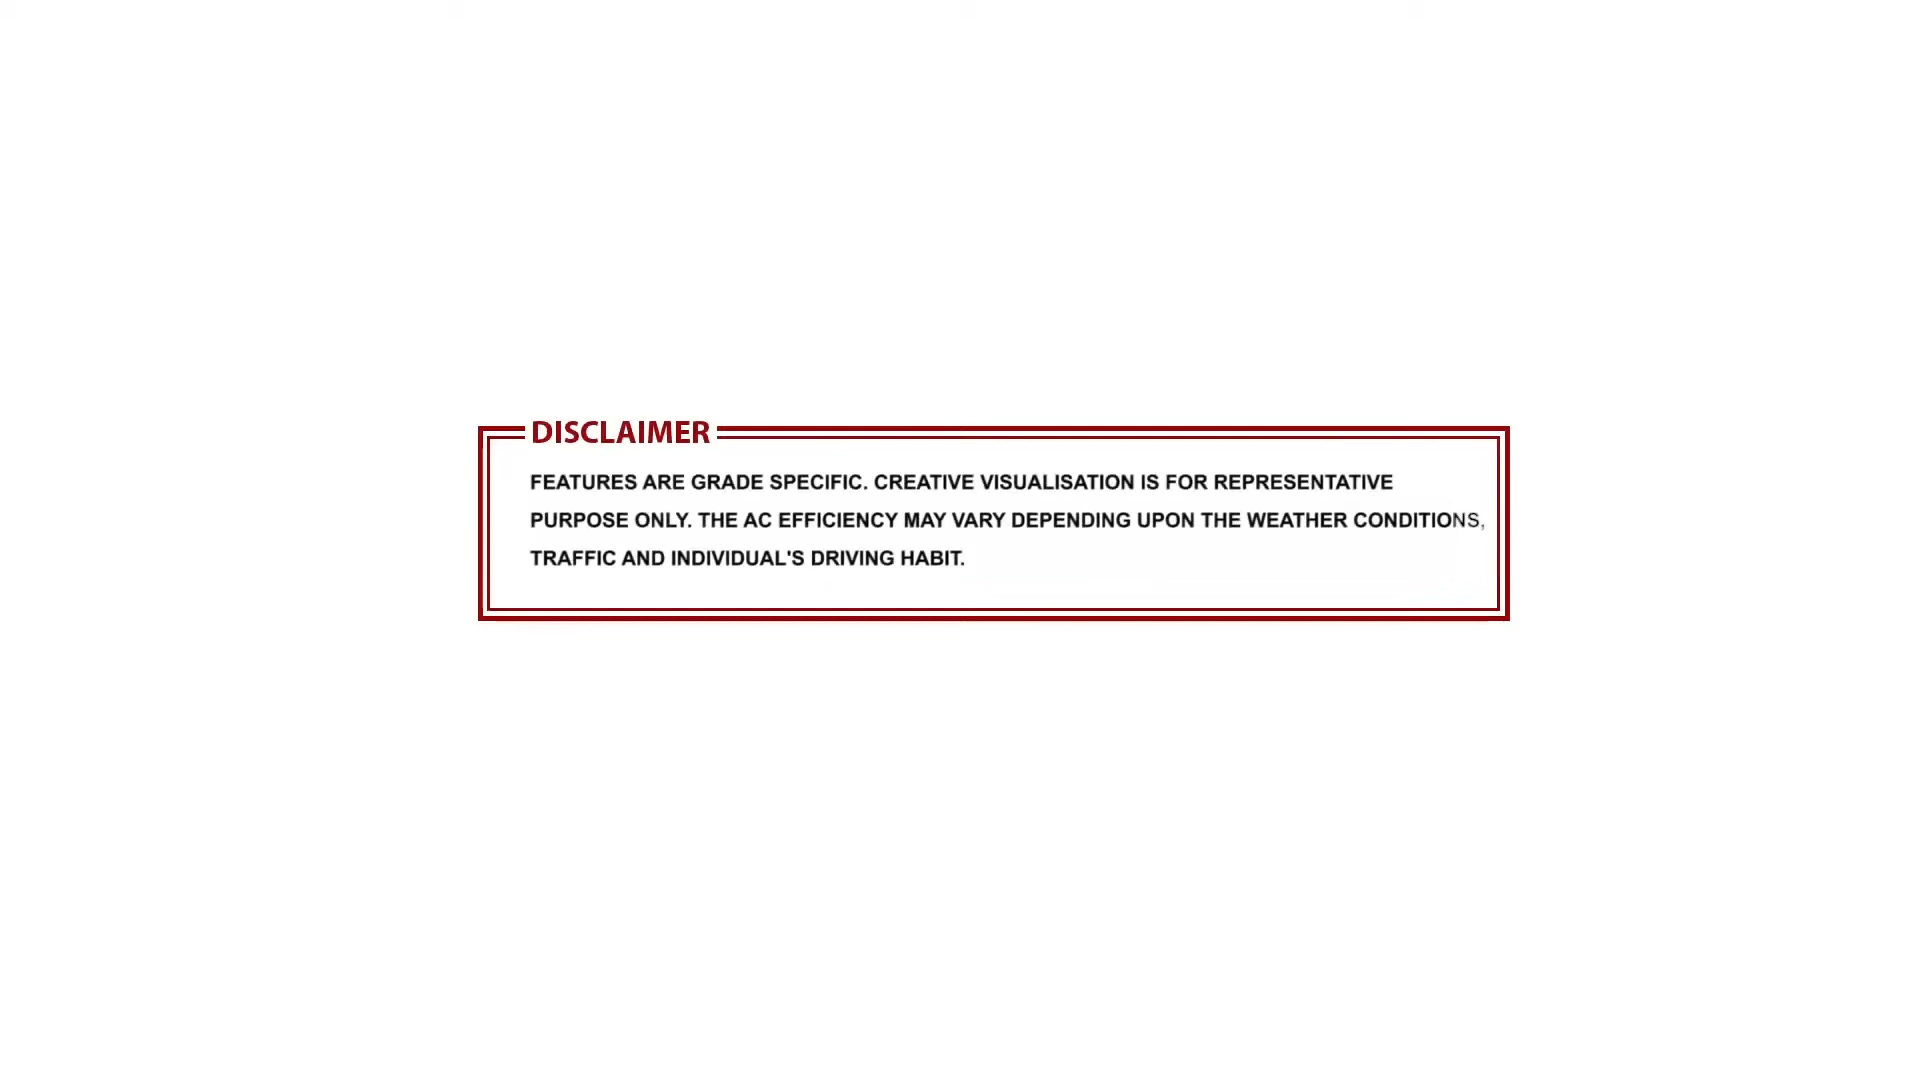 DISCLAIMER
FEATURES ARE GRADE SPECIFIC. CREATIVE VISUALISATION IS FOR REPRESENTATIVE
PURPOSE ONLY. THE AC EFFICIENCY MAY VARY DEPENDING UPON THE WEATHER CONDITIONS,
TRAFFIC AND INDIVIDUAL'S DRIVING HABIT.